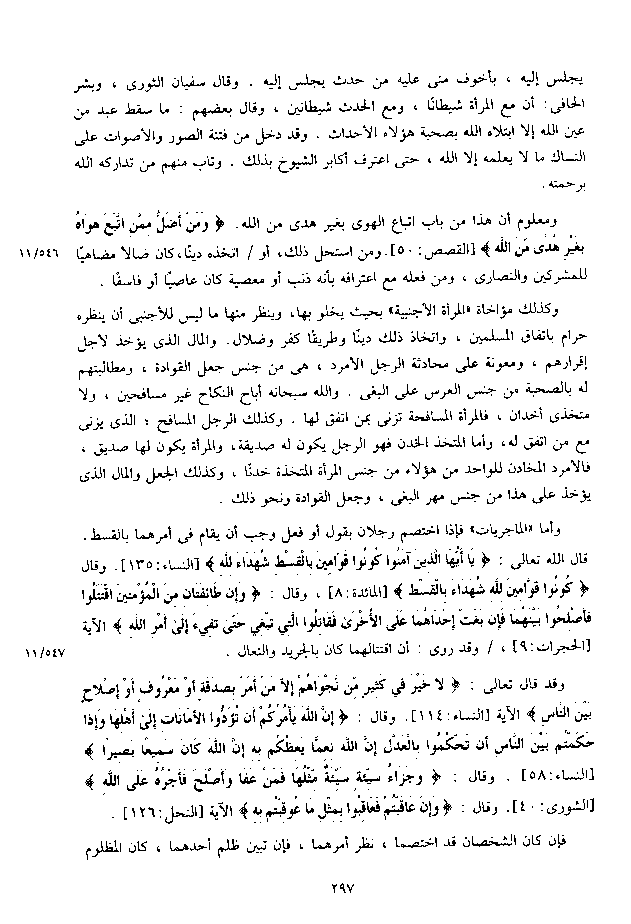 يجلس إليه ، بأخوف منى عليه من حدث يجلس إليه . وقال سفيان الثورى ، وبشر
الحافى : أن مع المرأة شيطانًا ، ومع الحدث شيطانين ، وقال بعضهم : ما سقط عبد من
عين الله إلا ابتلاه الله بصحبة هؤلاء الأحداث . وقد دخل من فتنة الصور والأصوات على
النساك ما لا يعلمه إلا الله ، حتى اعترف أكابر الشيوخ بذلك . وتاب منهم من تداركه الله
برحمته .
ومعلوم أن هذا من باب اتباع الهوى بغير هدى من الله . ﴿ وَمَنْ أَضَلُّ مِمَّنِ اتَّبَعَ هَوَاهُ
بِغَيْرِ هُدًى مِّنَ اللَّهِ ﴾ [القصص: ٥٠]. ومن استحل ذلك، أو / اتخذه دينًا، كان ضالا مضاهيًا ١١/٥٤٦
للمشركين والنصارى ، ومن فعله مع اعترافه بأنه ذنب أو معصية كان عاصيًا أو فاسقًا .
وكذلك مؤاخاة «المرأة الأجنبية» بحيث يخلو بها، وينظر منها ما ليس للأجنبى أن ينظره
حرام باتفاق المسلمين ، واتخاذ ذلك دينًا وطريقًا كفر وضلال. والمال الذى يؤخذ لأجل
إقرارهم ، ومعونة على محادثة الرجل الأمرد ، هى من جنس جعل القوادة ، ومطالبتهم
له بالصحبة من جنس العرس على البغى . والله سبحانه أباح النكاح غير مسافحين ، ولا
متخذى أخدان ، فالمرأة المسافحة تزنى بمن اتفق لها . وكذلك الرجل المسافح : الذى يزنى
مع من اتفق له، وأما المتخذ الخدن فهو الرجل يكون له صديقة، والمرأة يكون لها صديق ،
فالأمرد المخادن للواحد من هؤلاء من جنس المرأة المتخذة خدنًا ، وكذلك الجعل والمال الذى
يؤخذ على هذا من جنس مهر البغى ، وجعل القوادة ونحو ذلك .
وأما «الماجريات» فإذا اختصم رجلان بقول أو فعل وجب أن يقام فى أمرهما بالقسط.
قال الله تعالى : ﴿ يَا أَيُّهَا الَّذِينَ آمَنُوا كُونُوا قَوَّامِينَ بِالْقِسْطِ شُهَدَاءَ لِلَّهِ ﴾ [النساء: ١٣٥]. وقال
﴿ كُونُوا قَوَّامِينَ لِلَّهِ شُهَدَاءَ بِالْقِسْطِ ﴾ [المائدة: ٨] ، وقال : ﴿ وَإِن طَائِفَتَانِ مِنَ الْمُؤْمِنِينَ اقْتَتَلُوا
فَأَصْلِحُوا بَيْنَهُمَا فَإِن بَغَتْ إِحْدَاهُمَا عَلَى الْأُخْرَىٰ فَقَاتِلُوا الَّتِي تَبْغِي حَتَّىٰ تَفِيءَ إِلَىٰ أَمْرِ اللَّهِ ﴾ الآية
[الحجرات: ٩] ، / وقد روى : أن اقتتالهما كان بالجريد والنعال . ١١/٥٤٧
وقد قال تعالى : ﴿ لَا خَيْرَ فِي كَثِيرٍ مِّن نَّجْوَاهُمْ إِلَّا مَنْ أَمَرَ بِصَدَقَةٍ أَوْ مَعْرُوفٍ أَوْ إِصْلَاحٍ
بَيْنَ النَّاسِ ﴾ الآية [النساء: ١١٤]. وقال : ﴿ إِنَّ اللَّهَ يَأْمُرُكُمْ أَن تُؤَدُّوا الْأَمَانَاتِ إِلَىٰ أَهْلِهَا وَإِذَا
حَكَمْتُم بَيْنَ النَّاسِ أَن تَحْكُمُوا بِالْعَدْلِ إِنَّ اللَّهَ نِعِمَّا يَعِظُكُم بِهِ إِنَّ اللَّهَ كَانَ سَمِيعًا بَصِيرًا ﴾
[النساء: ٥٨] . وقال : ﴿ وَجَزَاءُ سَيِّئَةٍ سَيِّئَةٌ مِّثْلُهَا فَمَنْ عَفَا وَأَصْلَحَ فَأَجْرُهُ عَلَى اللَّهِ ﴾
[الشورى: ٤٠]. وقال : ﴿ وَإِنْ عَاقَبْتُمْ فَعَاقِبُوا بِمِثْلِ مَا عُوقِبْتُم بِهِ ﴾ الآية [النحل: ١٢٦] .
فإن كان الشخصان قد اختصما ، نظر أمرهما ، فإن تبين ظلم أحدهما ، كان المظلوم
٢٩٧